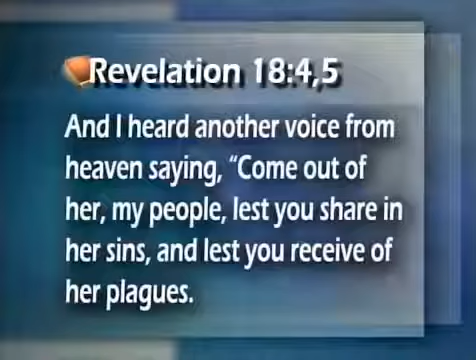 Revelation 18:4,5
And I heard another voice from
heaven saying, “Come out of
her, my people, lest you share in
her sins, and lest you receive of
her plagues.